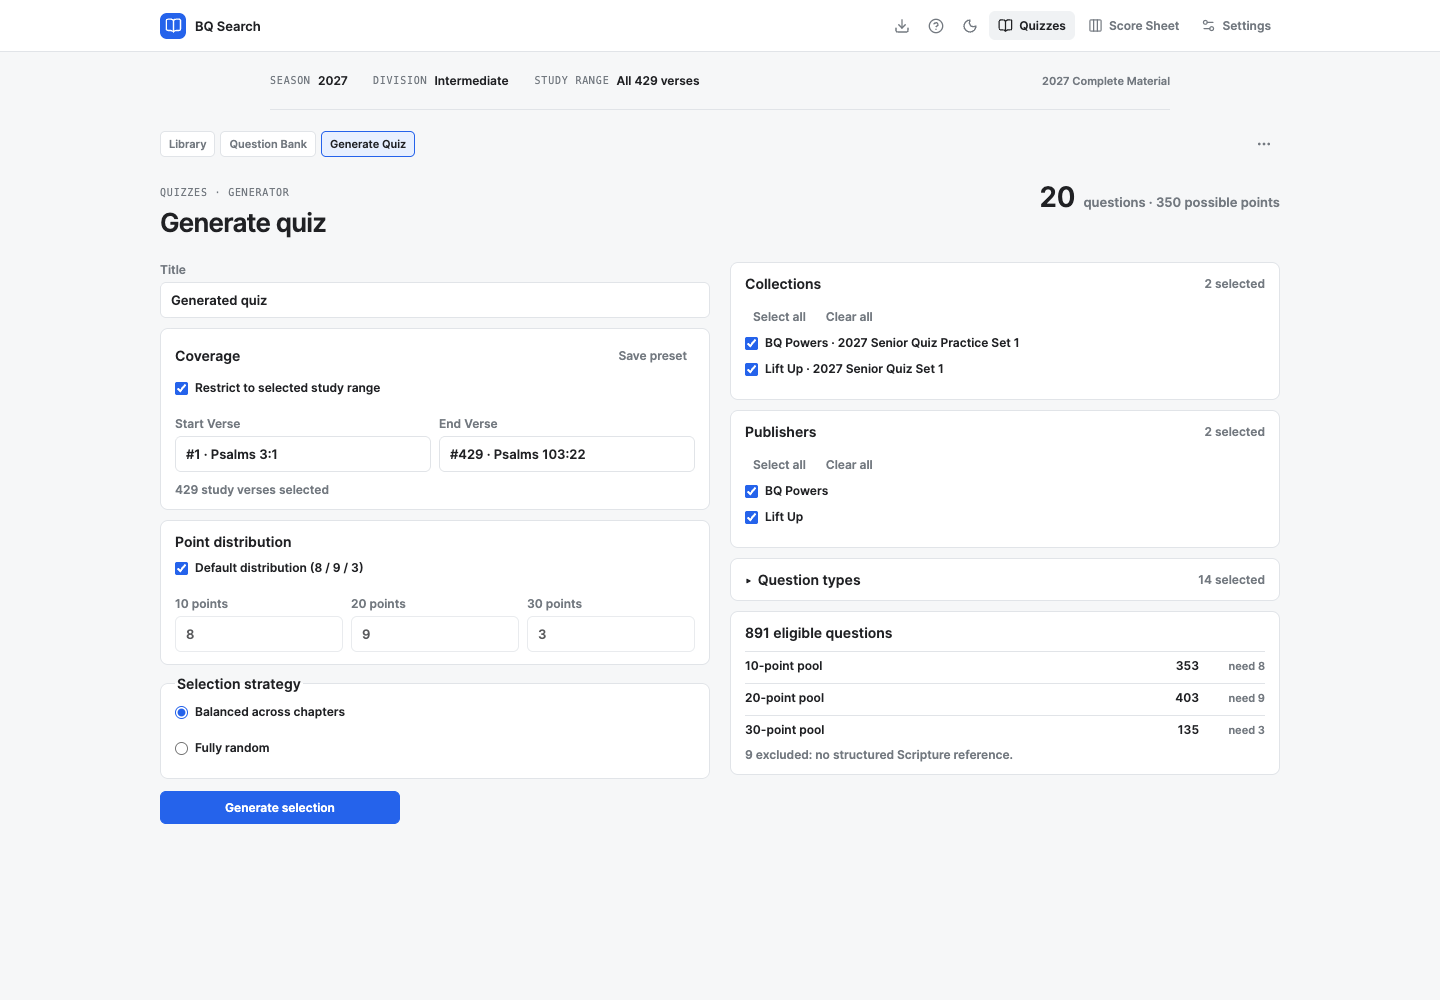 BQ Search
Quizzes
Score Sheet
Settings
SEASON 2027 DIVISION Intermediate STUDY RANGE All 429 verses
2027 Complete Material
Library
Question Bank
Generate Quiz
QUIZZES · GENERATOR
Generate quiz
20 questions · 350 possible points
Title
Generated quiz
Coverage
Save preset
Restrict to selected study range
Start Verse
End Verse
#1 · Psalms 3:1
#429 · Psalms 103:22
429 study verses selected
Point distribution
Default distribution (8 / 9 / 3)
10 points
20 points
30 points
8
9
3
Selection strategy
Balanced across chapters
Fully random
Generate selection
Collections
2 selected
Select all
Clear all
BQ Powers · 2027 Senior Quiz Practice Set 1
Lift Up · 2027 Senior Quiz Set 1
Publishers
2 selected
Select all
Clear all
BQ Powers
Lift Up
Question types
14 selected
891 eligible questions
10-point pool 353 need 8
20-point pool 403 need 9
30-point pool 135 need 3
9 excluded: no structured Scripture reference.